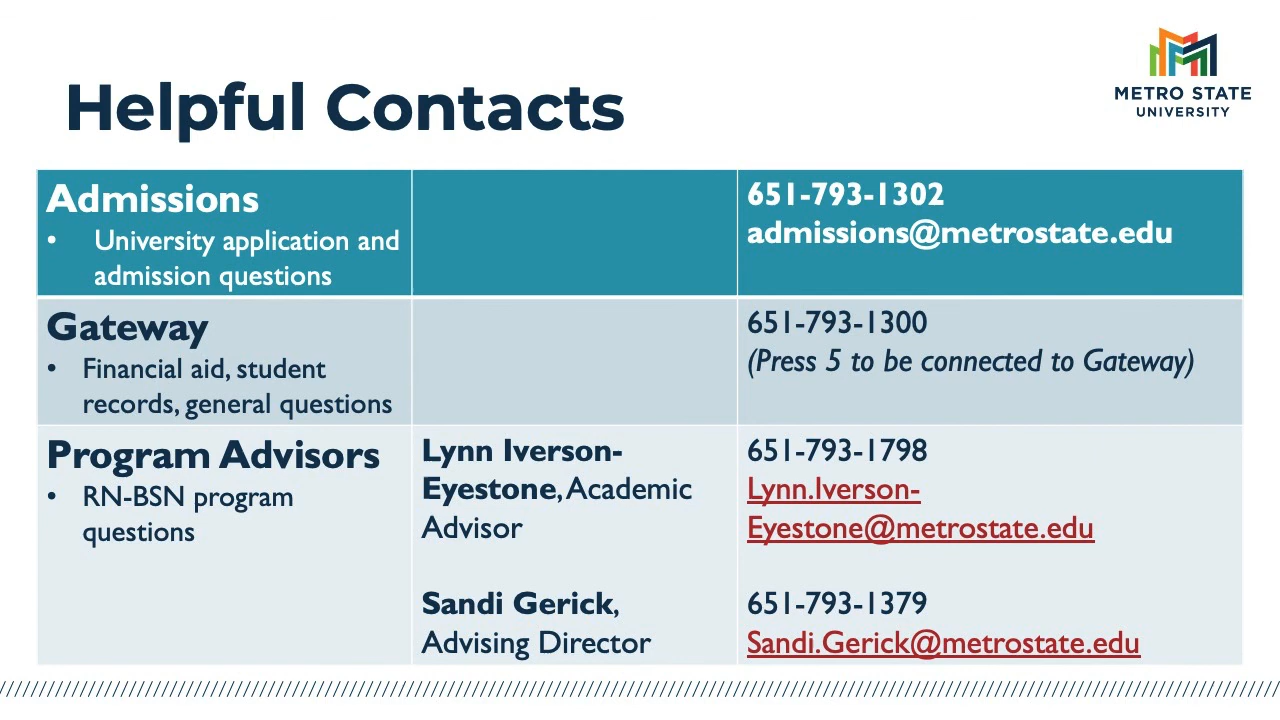 METRO STATE
UNIVERSITY
Helpful Contacts
Admissions
• University application and
admission questions
651-793-1302
admissions@metrostate.edu
Gateway
• Financial aid, student
records, general questions
651-793-1300
(Press 5 to be connected to Gateway)
Program Advisors
• RN-BSN program
questions
Lynn Iverson-
Eyestone, Academic
Advisor
651-793-1798
Lynn.Iverson-
Eyestone@metrostate.edu
Sandi Gerick,
Advising Director
651-793-1379
Sandi.Gerick@metrostate.edu